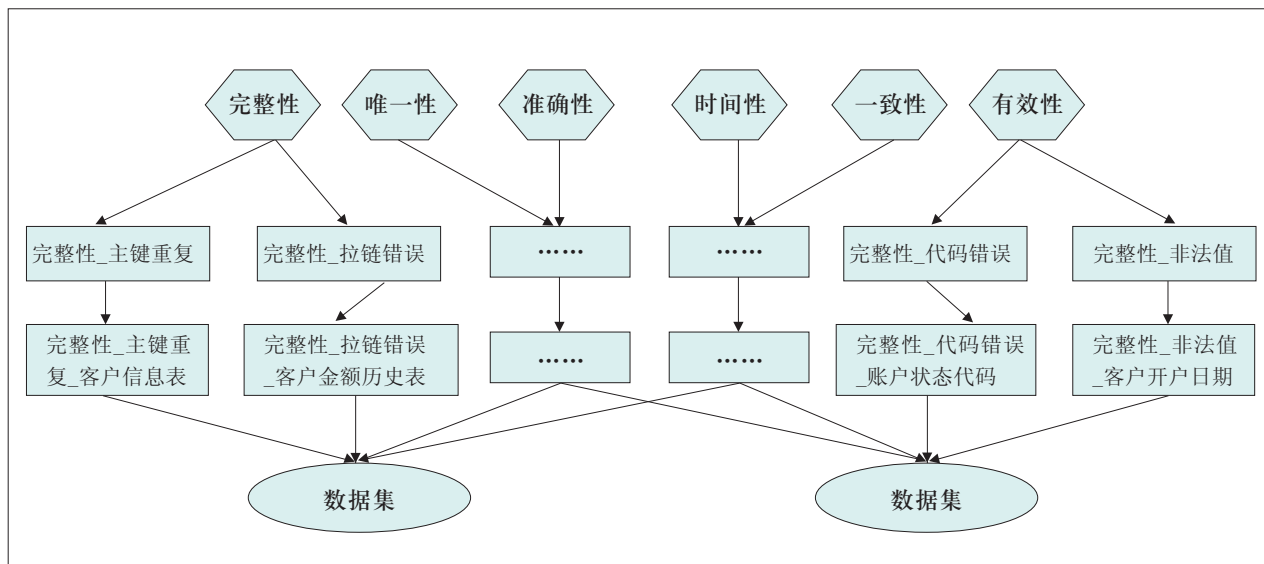 完整性
唯一性
准确性
时间性
一致性
有效性
完整性_主键重复
完整性_拉链错误
……
……
完整性_代码错误
完整性_非法值
完整性_主键重
复_客户信息表
完整性_拉链错误
_客户金额历史表
……
……
完整性_代码错误
_账户状态代码
完整性_非法值
_客户开户日期
数据集
数据集